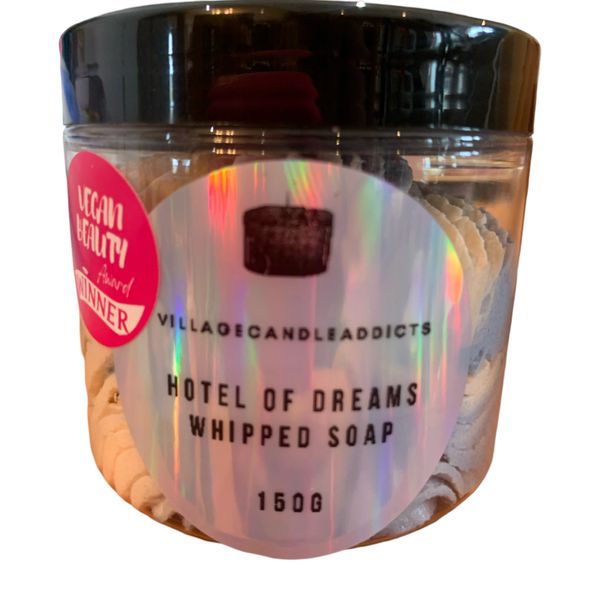 VEGAN
BEAUTY
Award
WINNER
VILLAGECANDLEADDICTS
HOTEL OF DREAMS
WHIPPED SOAP
150G